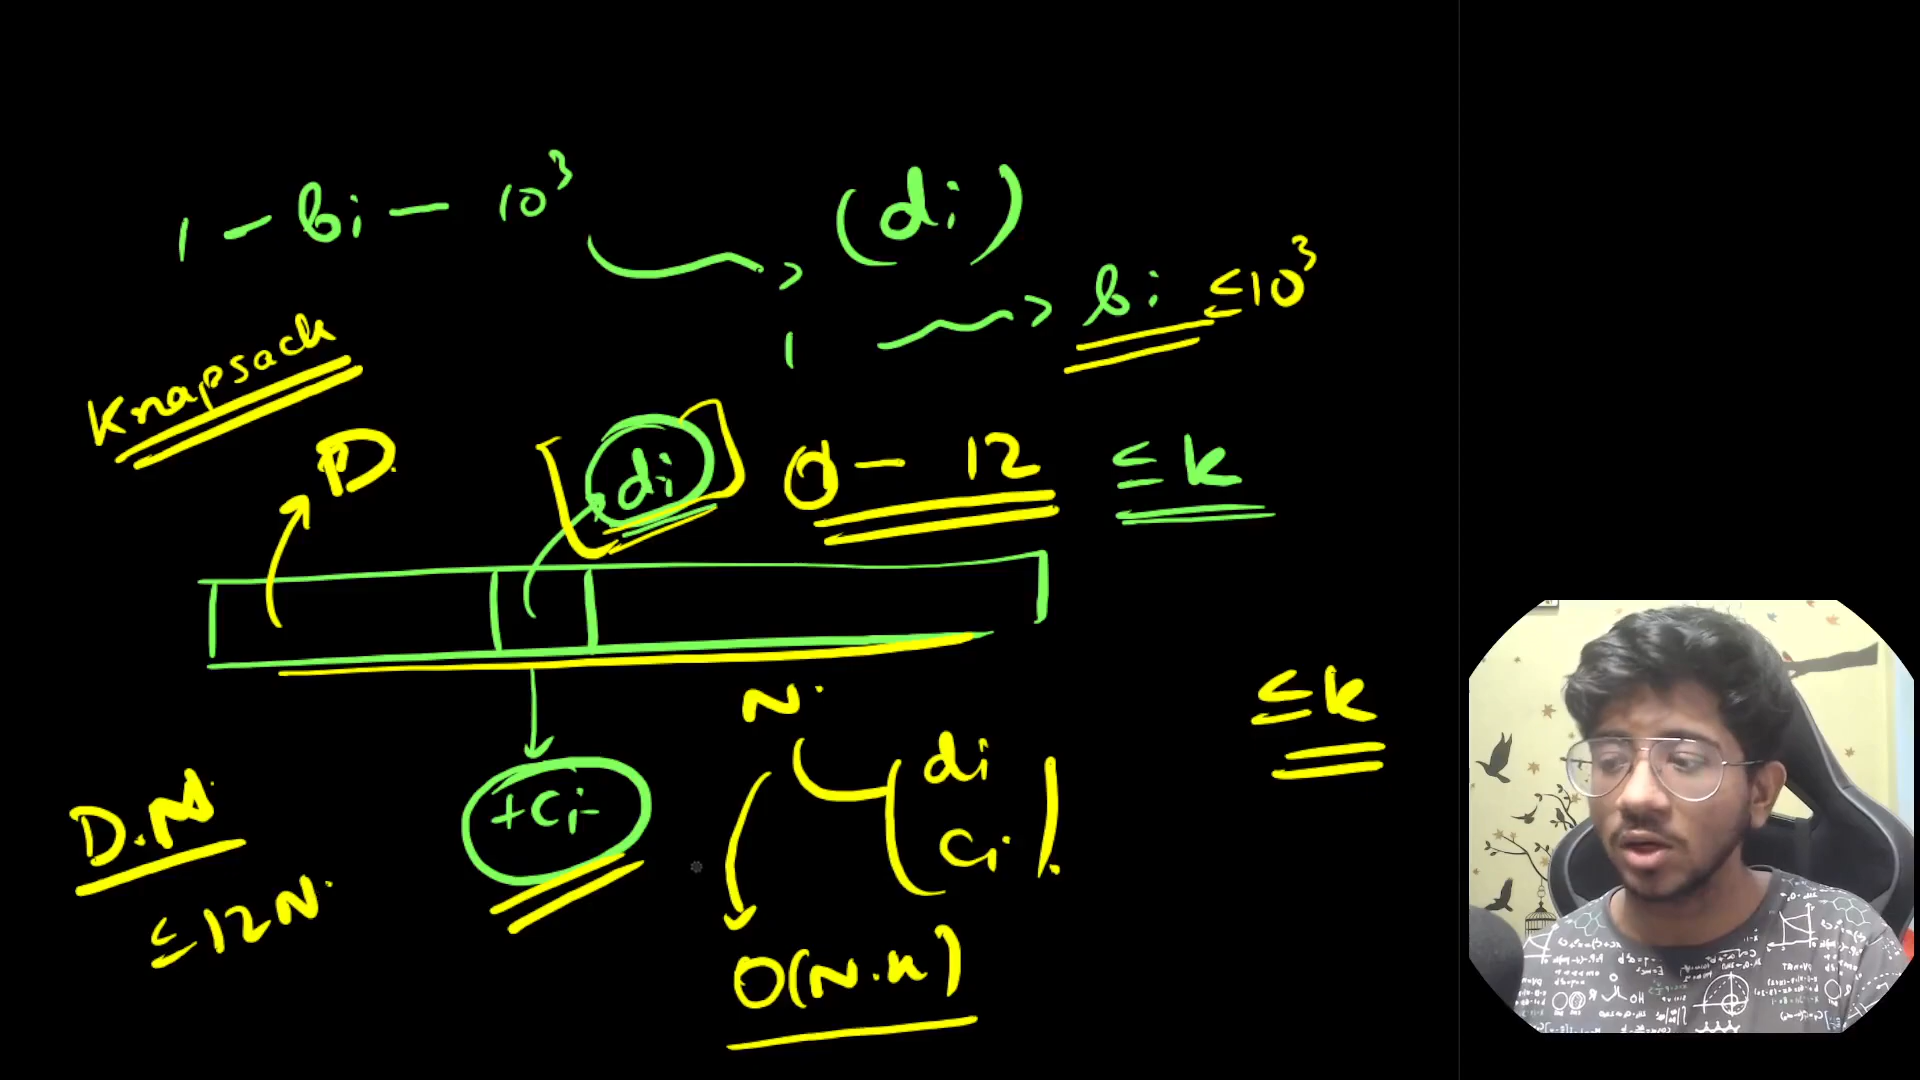 1 - bi - 10³
(di)
1 → bi ≤ 10³
Knapsack
D.
di
0 - 12 ≤ k
N.
≤ k
+ci-
di
ci
D.N.
≤ 12N.
O(N.K)